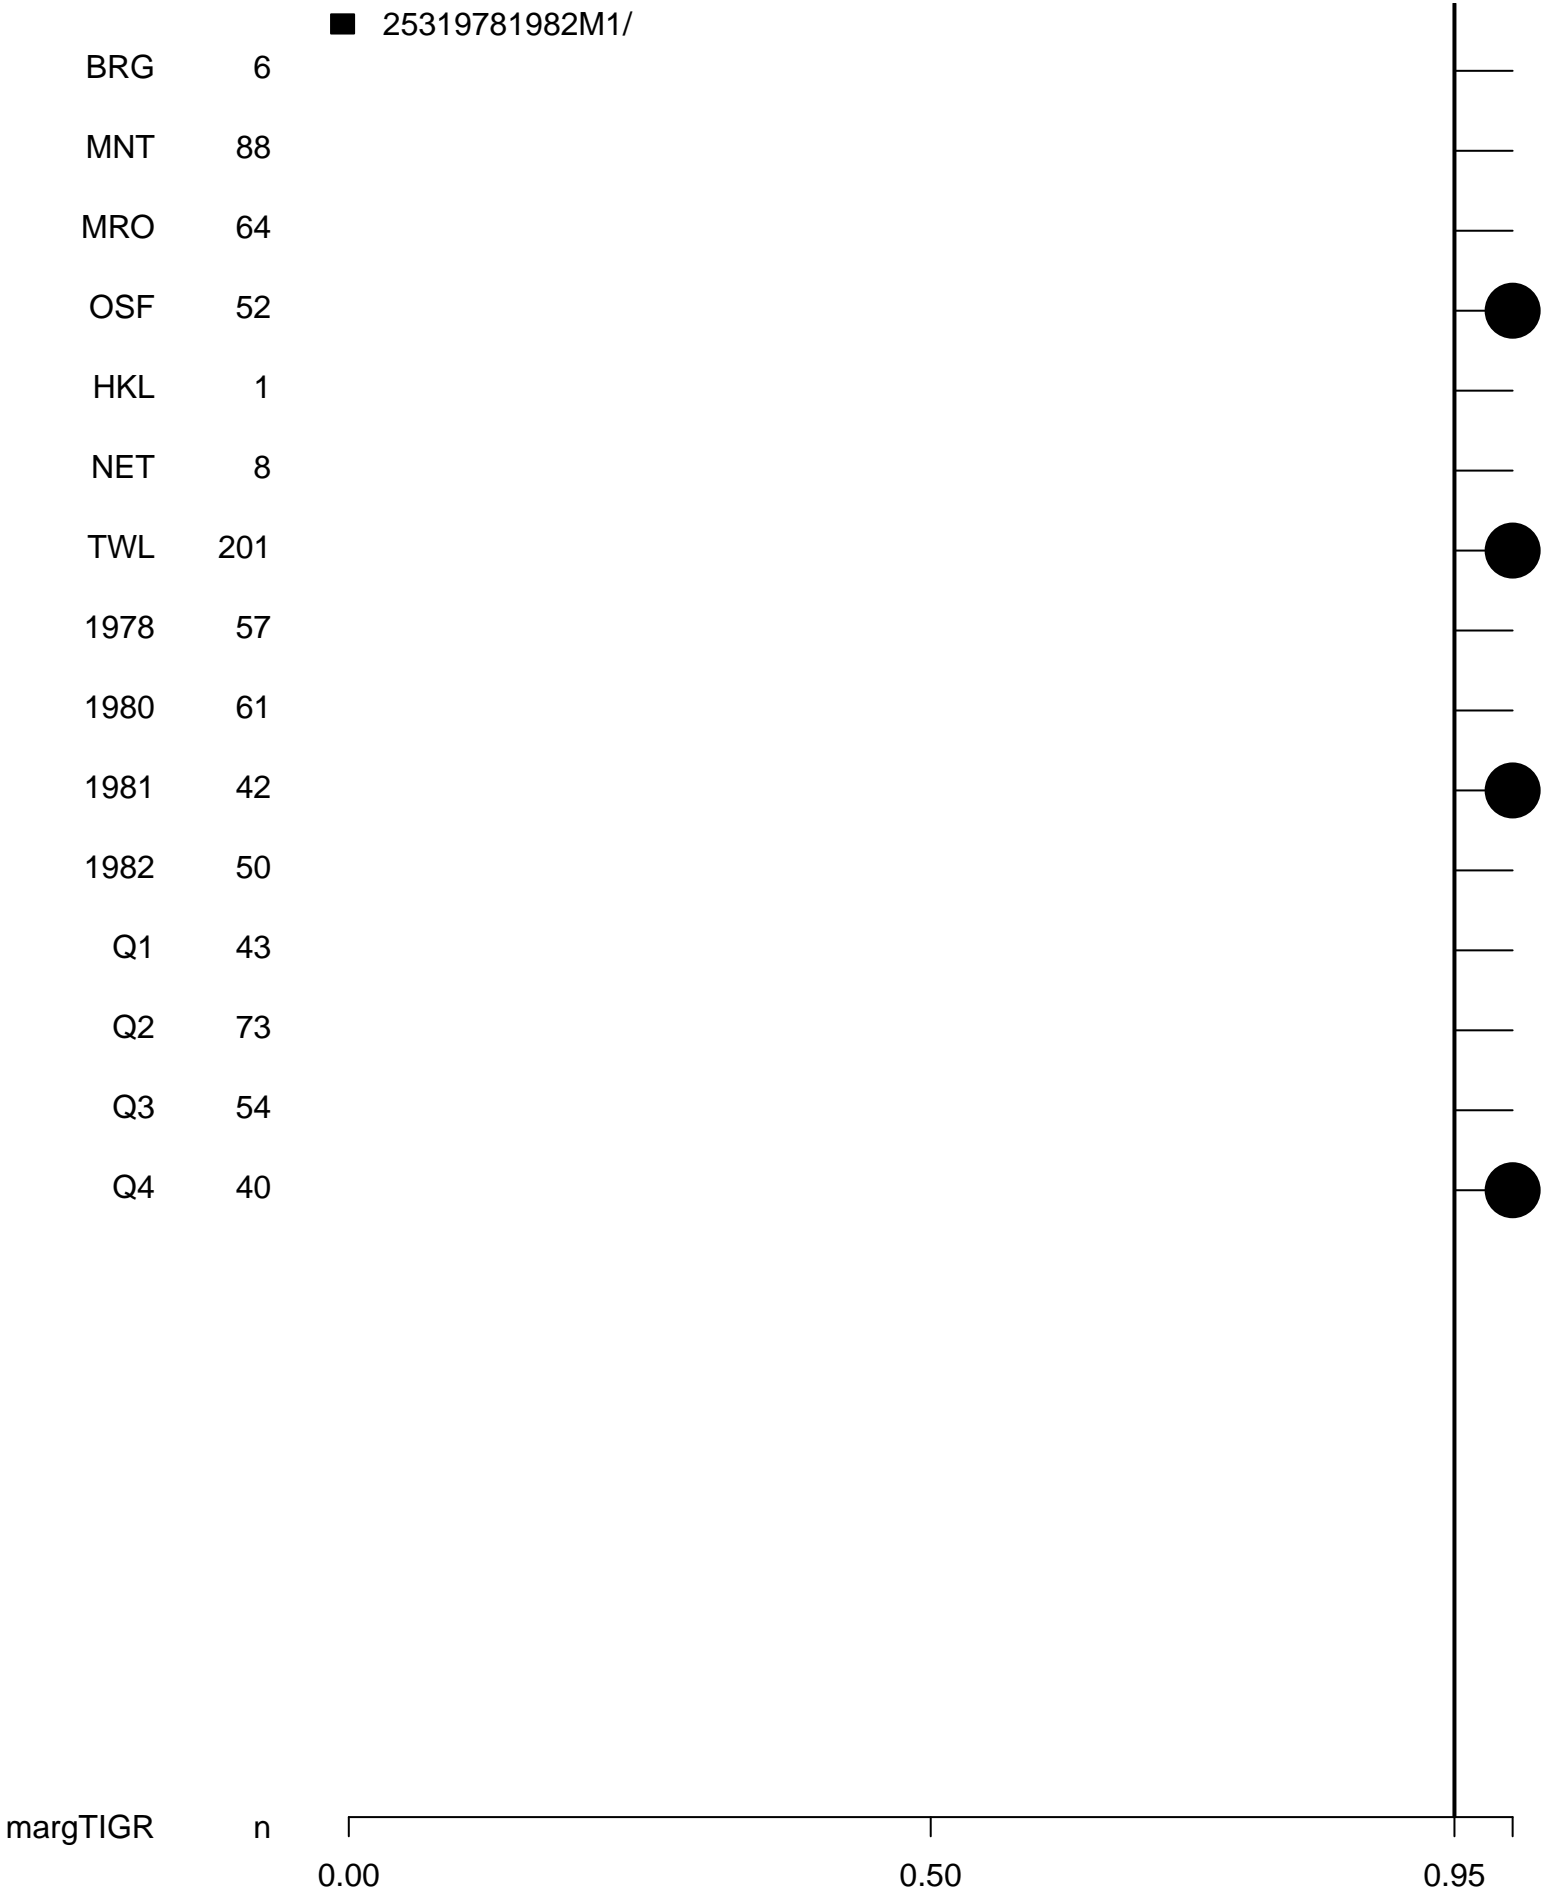 25319781982M1/
BRG 6
MNT 88
MRO 64
OSF 52
HKL 1
NET 8
TWL 201
1978 57
1980 61
1981 42
1982 50
Q1 43
Q2 73
Q3 54
Q4 40
margTIGR n
0.00 0.50 0.95